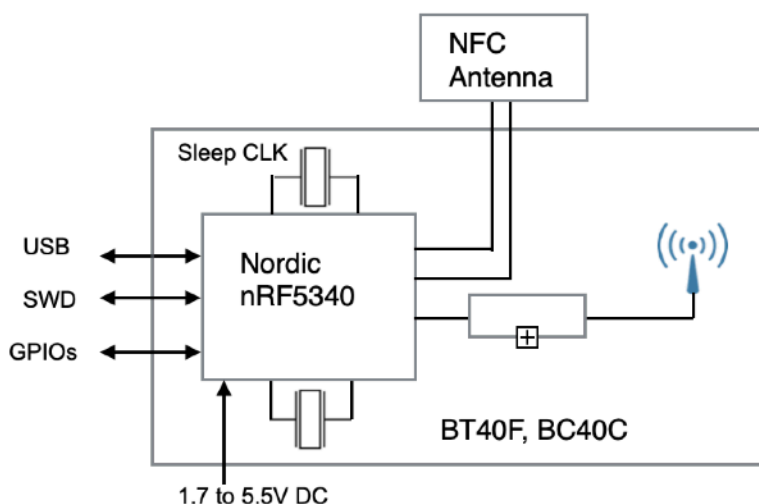 NFC
Antenna
Sleep CLK
USB
SWD
GPIOs
Nordic
nRF5340
BT40F, BC40C
1.7 to 5.5V DC